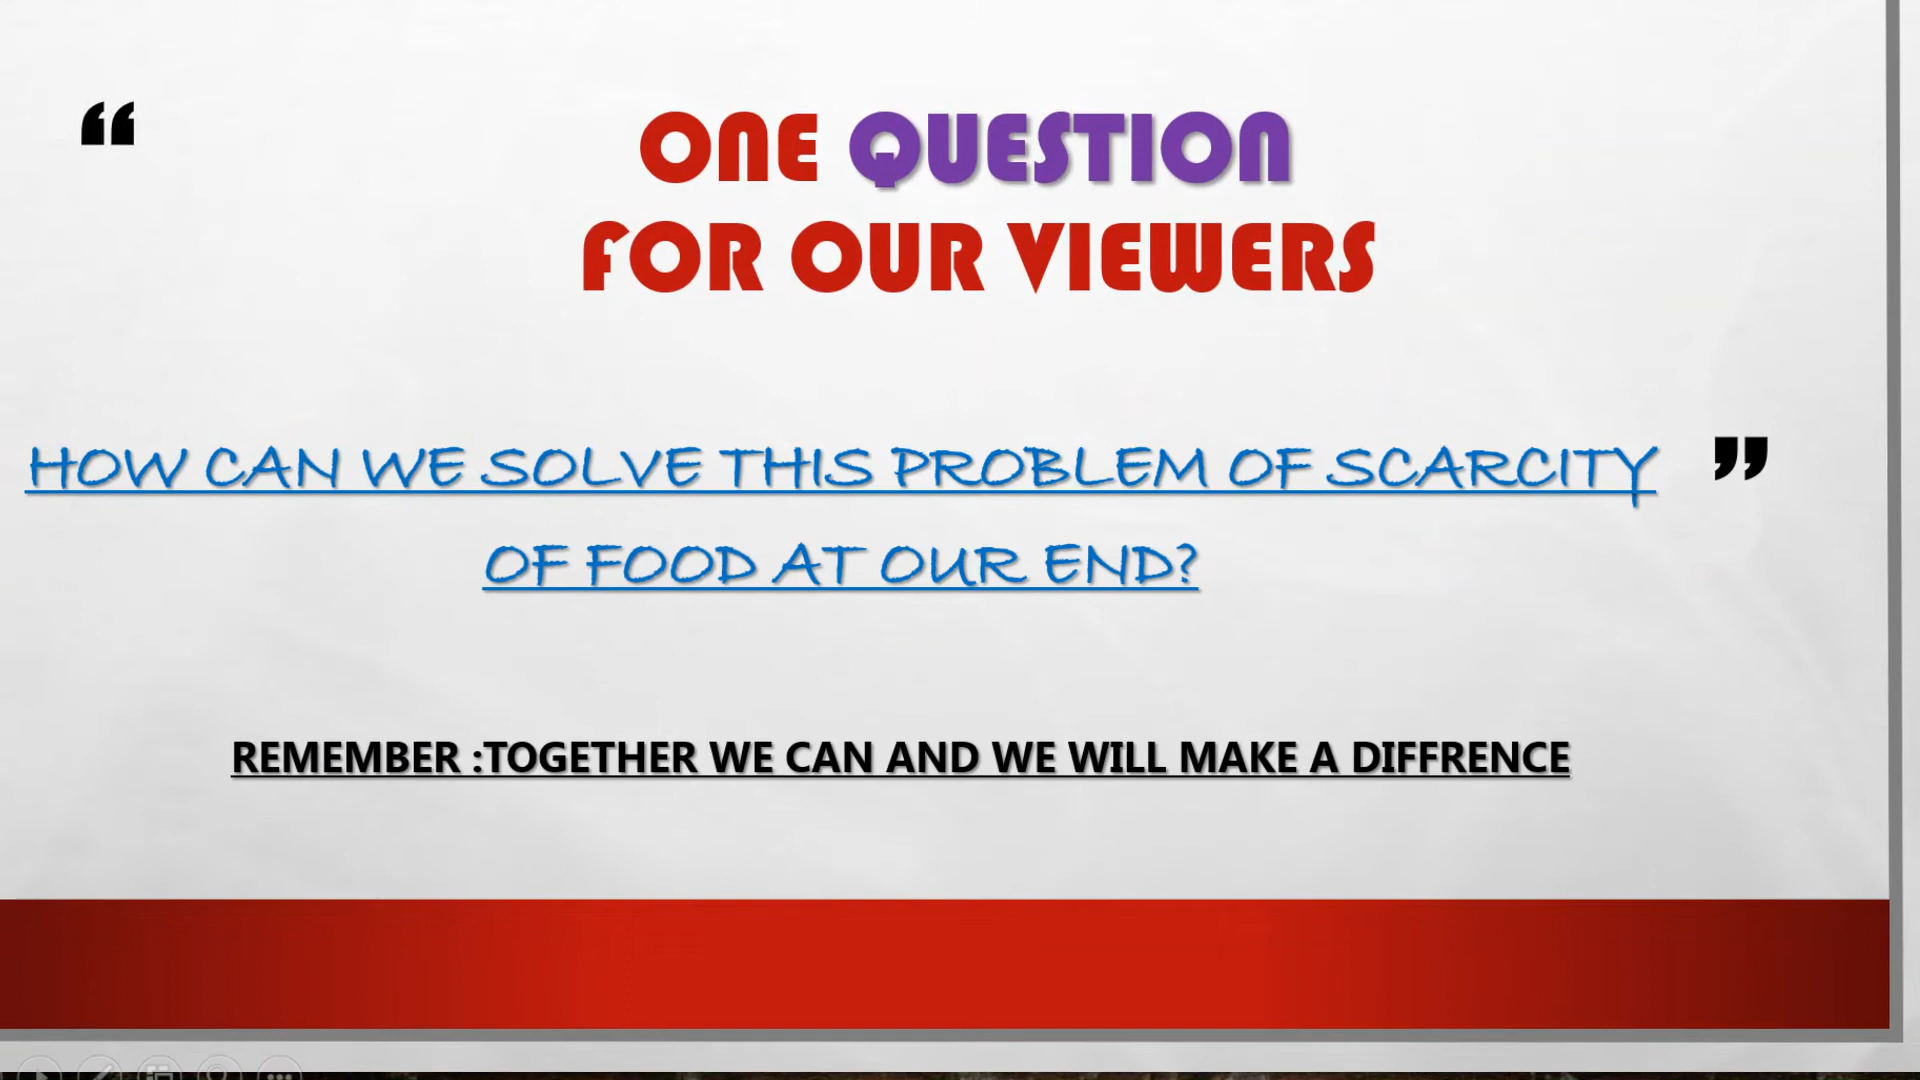 “
ONE QUESTION
FOR OUR VIEWERS
HOW CAN WE SOLVE THIS PROBLEM OF SCARCITY ”
OF FOOD AT OUR END?
REMEMBER :TOGETHER WE CAN AND WE WILL MAKE A DIFFRENCE